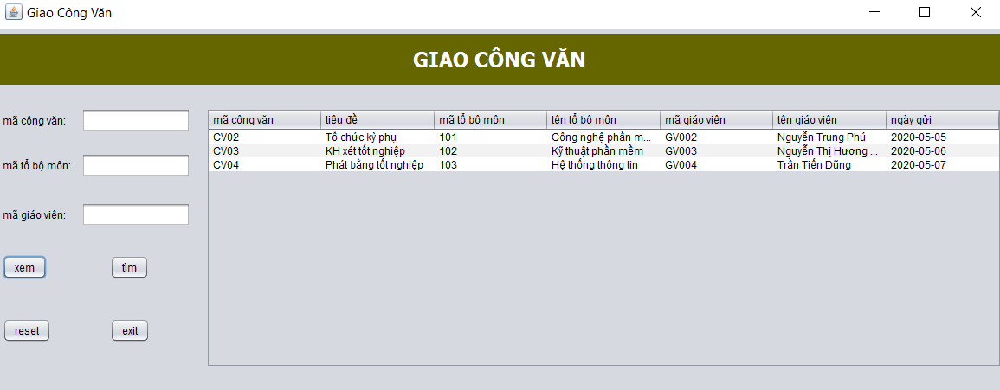 Giao Công Văn
GIAO CÔNG VĂN
mã công văn:
mã tổ bộ môn:
mã giáo viên:
xem tìm
reset exit
mã công văn tiêu đề mã tổ bộ môn tên tổ bộ môn mã giáo viên tên giáo viên ngày gửi
CV02 Tổ chức kỷ phụ 101 Công nghệ phần m... GV002 Nguyễn Trung Phú 2020-05-05
CV03 KH xét tốt nghiệp 102 Kỹ thuật phần mềm GV003 Nguyễn Thị Hương ... 2020-05-06
CV04 Phát bằng tốt nghiệp 103 Hệ thống thông tin GV004 Trần Tiến Dũng 2020-05-07